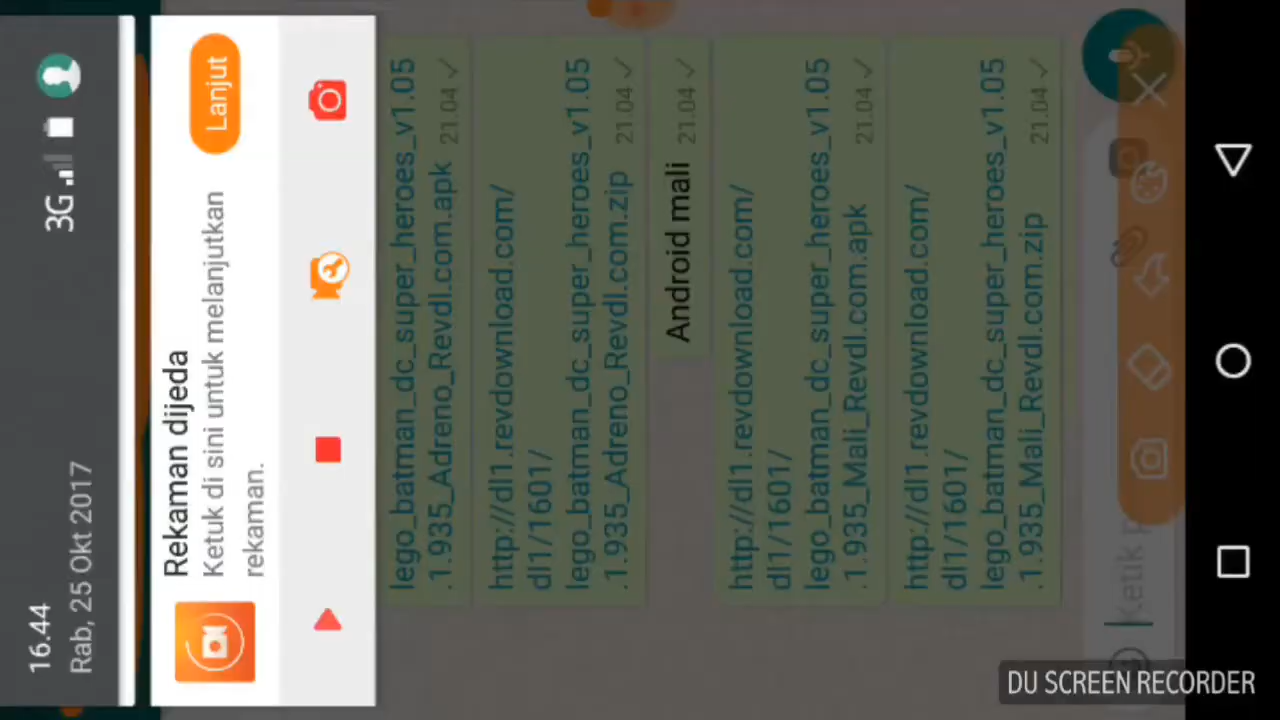 16.44
3G
Rab, 25 Okt 2017
Rekaman dijeda
Ketuk di sini untuk melanjutkan
rekaman.
Lanjut
lego_batman_dc_super_heroes_v1.05
.1.935_Adreno_Revdl.com.apk 21.04
http://dl1.revdownload.com/
dl1/1601/
lego_batman_dc_super_heroes_v1.05
.1.935_Adreno_Revdl.com.zip 21.04
Android mali 21.04
http://dl1.revdownload.com/
dl1/1601/
lego_batman_dc_super_heroes_v1.05
.1.935_Mali_Revdl.com.apk 21.04
http://dl1.revdownload.com/
dl1/1601/
lego_batman_dc_super_heroes_v1.05
.1.935_Mali_Revdl.com.zip 21.04
Ketik
DU SCREEN RECORDER